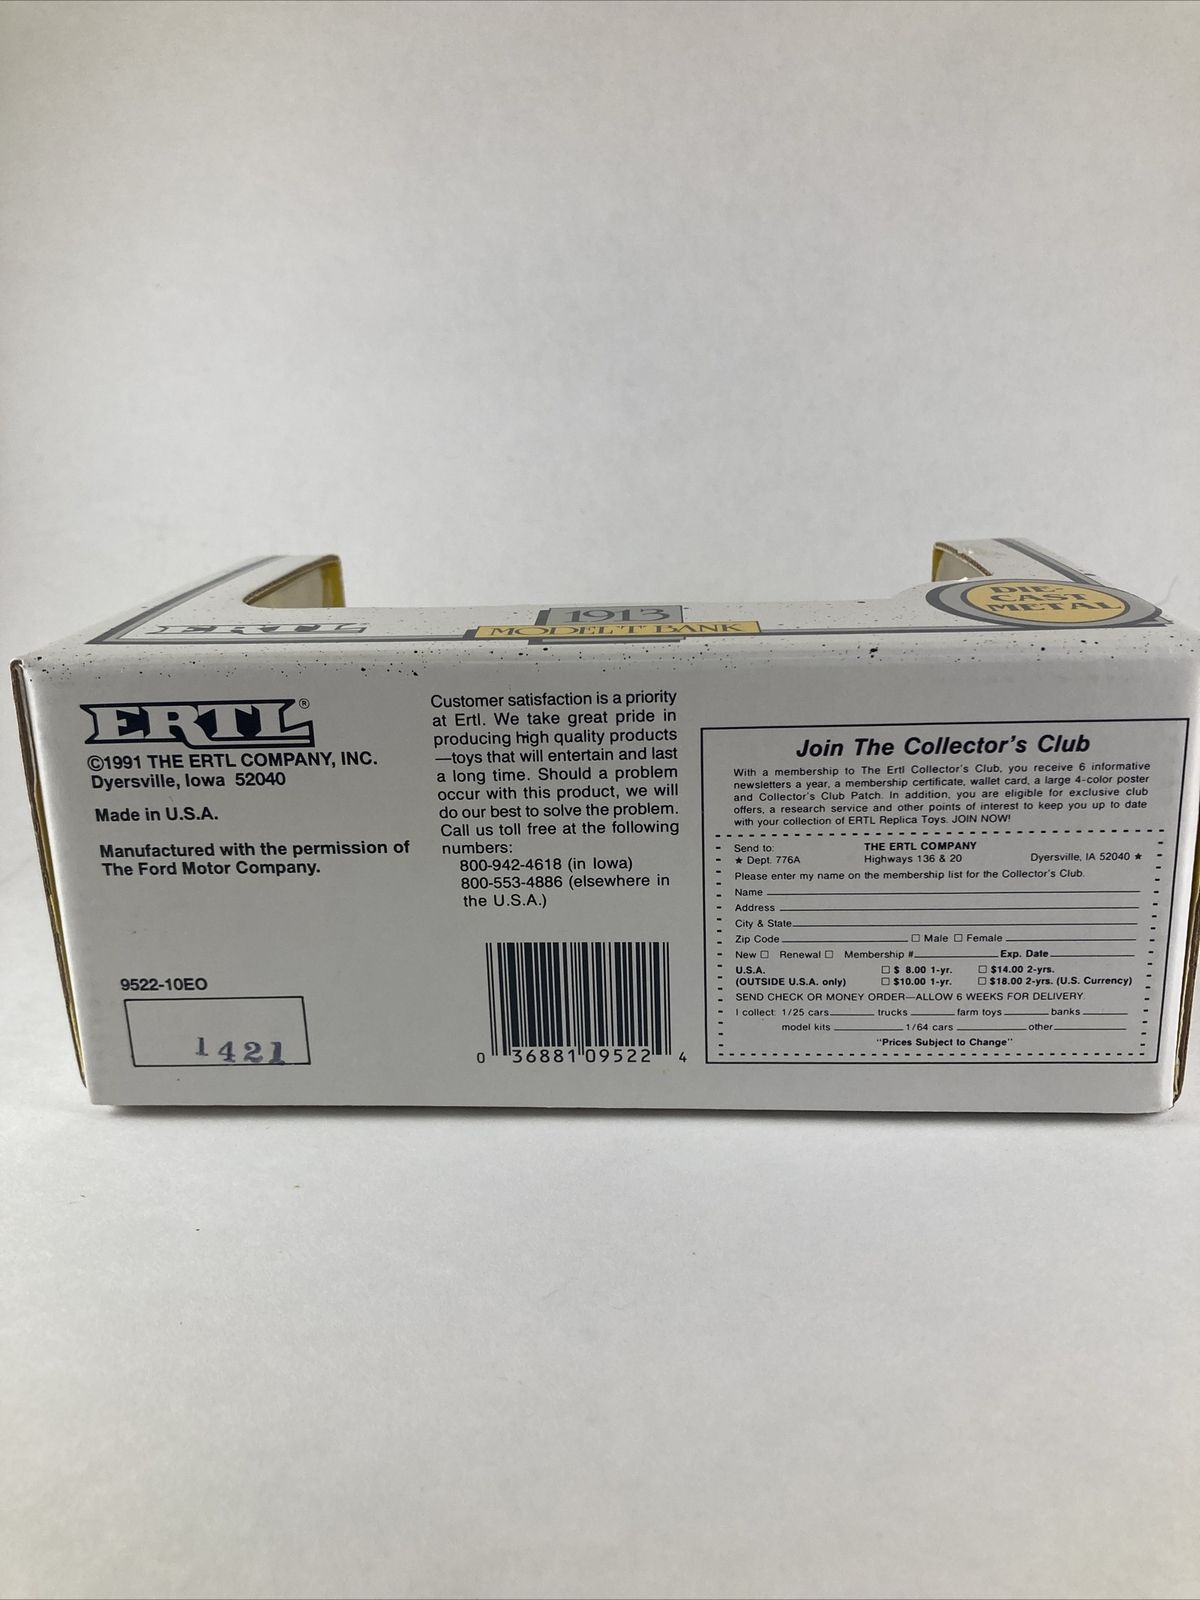 ERTL
1913
MODEL "T" BANK
DIE-
CAST
METAL
ERTL®
©1991 THE ERTL COMPANY, INC.
Dyersville, Iowa 52040
Made in U.S.A.
Manufactured with the permission of
The Ford Motor Company.
9522-10EO
1421
Customer satisfaction is a priority
at Ertl. We take great pride in
producing high quality products
—toys that will entertain and last
a long time. Should a problem
occur with this product, we will
do our best to solve the problem.
Call us toll free at the following
numbers:
800-942-4618 (in Iowa)
800-553-4886 (elsewhere in
the U.S.A.)
0 36881 09522 4
Join The Collector's Club
With a membership to The Ertl Collector's Club, you receive 6 informative
newsletters a year, a membership certificate, wallet card, a large 4-color poster
and Collector's Club Patch. In addition, you are eligible for exclusive club
offers, a research service and other points of interest to keep you up to date
with your collection of ERTL Replica Toys. JOIN NOW!
Send to: THE ERTL COMPANY
★ Dept. 776A Highways 136 & 20 Dyersville, IA 52040 ★
Please enter my name on the membership list for the Collector's Club.
Name
Address
City & State
Zip Code ☐ Male ☐ Female
New ☐ Renewal ☐ Membership # Exp. Date
U.S.A. ☐ $ 8.00 1-yr. ☐ $14.00 2-yrs.
(OUTSIDE U.S.A. only) ☐ $10.00 1-yr. ☐ $18.00 2-yrs. (U.S. Currency)
SEND CHECK OR MONEY ORDER—ALLOW 6 WEEKS FOR DELIVERY.
I collect: 1/25 cars trucks farm toys banks
model kits 1/64 cars other
"Prices Subject to Change"